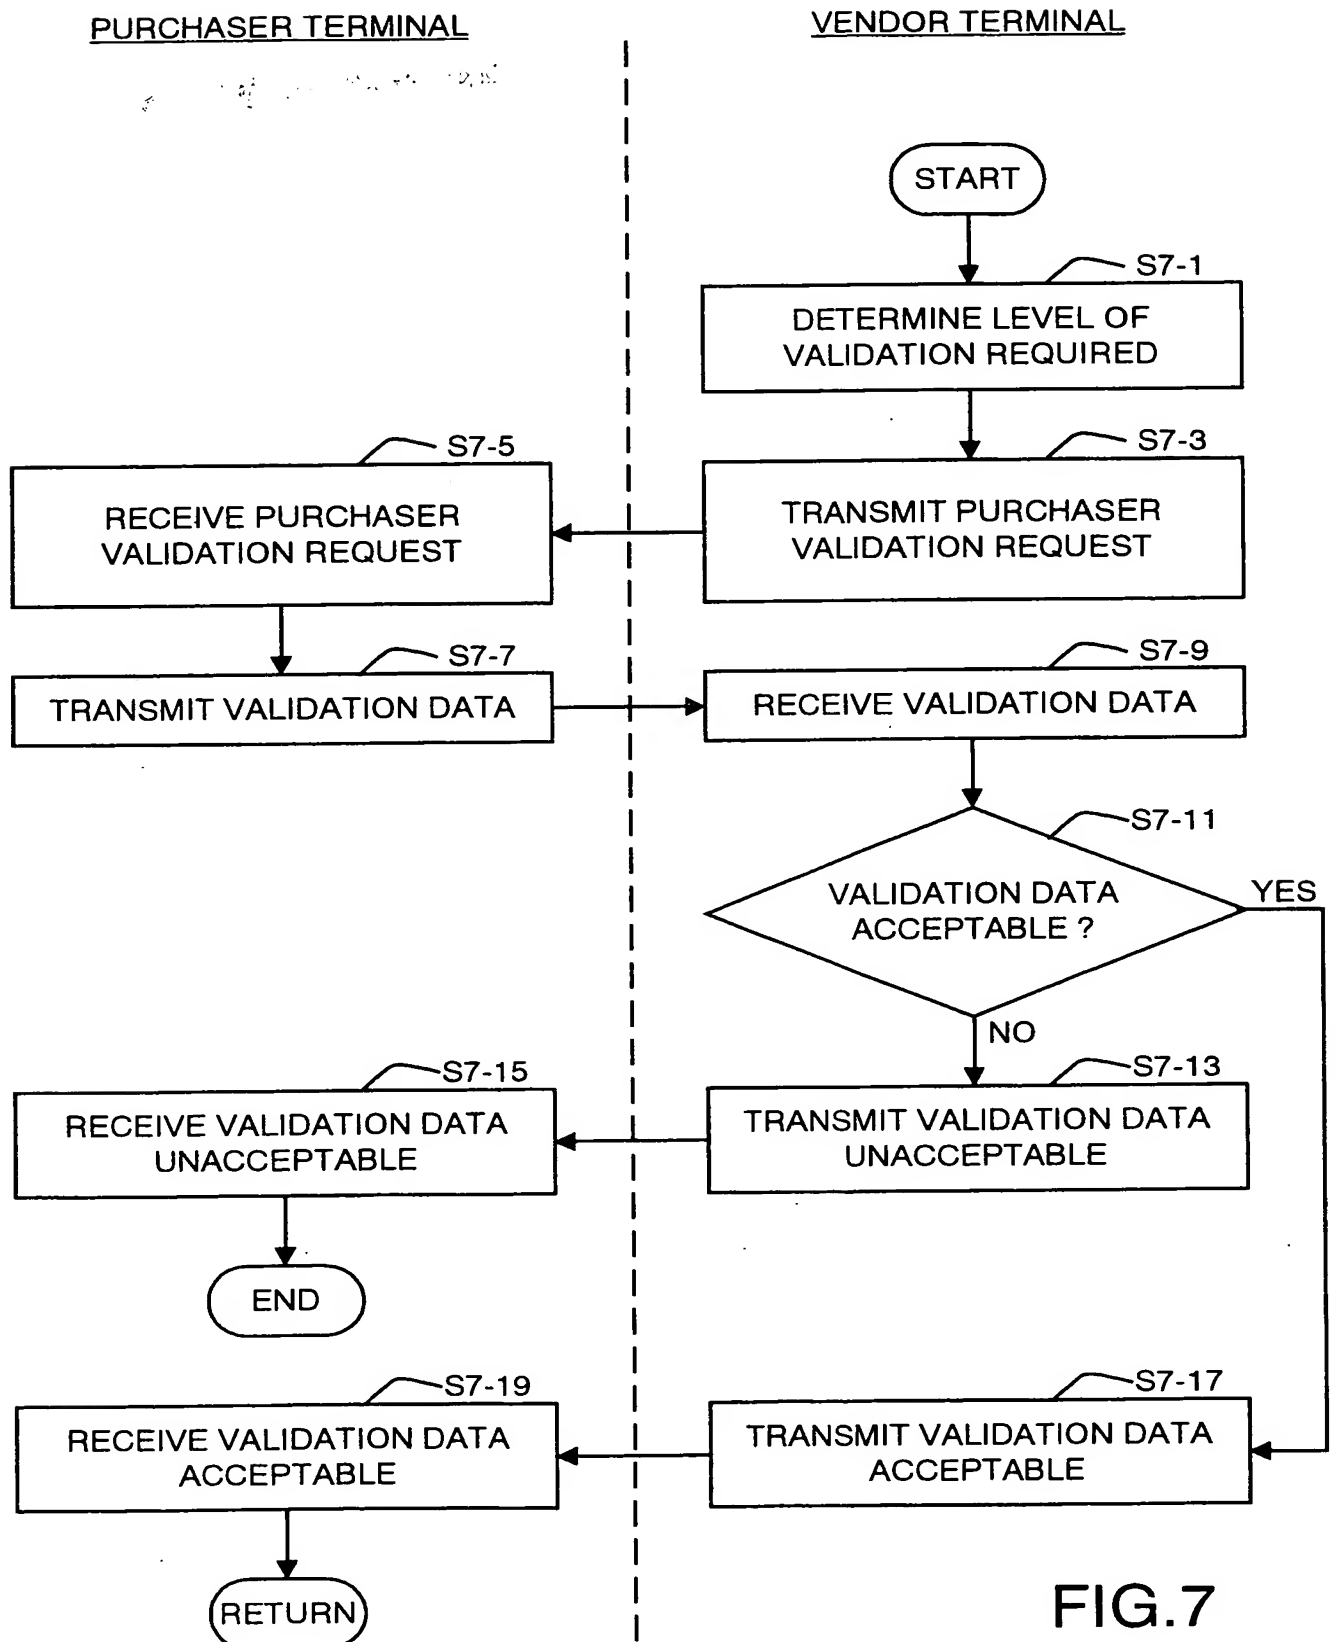 PURCHASER TERMINAL
VENDOR TERMINAL
START
S7-1
DETERMINE LEVEL OF
VALIDATION REQUIRED
S7-5
RECEIVE PURCHASER
VALIDATION REQUEST
S7-3
TRANSMIT PURCHASER
VALIDATION REQUEST
S7-7
TRANSMIT VALIDATION DATA
S7-9
RECEIVE VALIDATION DATA
S7-11
VALIDATION DATA
ACCEPTABLE ?
YES
NO
S7-15
RECEIVE VALIDATION DATA
UNACCEPTABLE
S7-13
TRANSMIT VALIDATION DATA
UNACCEPTABLE
END
S7-19
RECEIVE VALIDATION DATA
ACCEPTABLE
S7-17
TRANSMIT VALIDATION DATA
ACCEPTABLE
RETURN
FIG.7